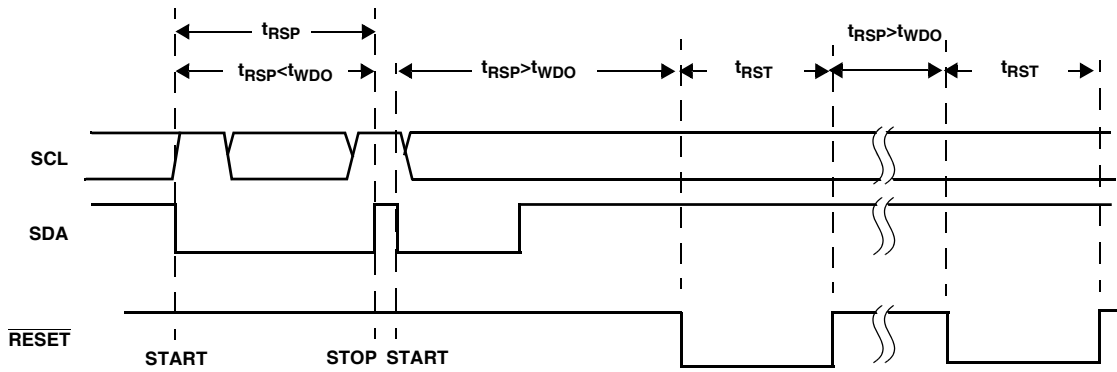 tRSP
tRSP<tWDO
tRSP>tWDO
tRST
tRSP>tWDO
tRST
SCL
SDA
RESET
START
STOP
START